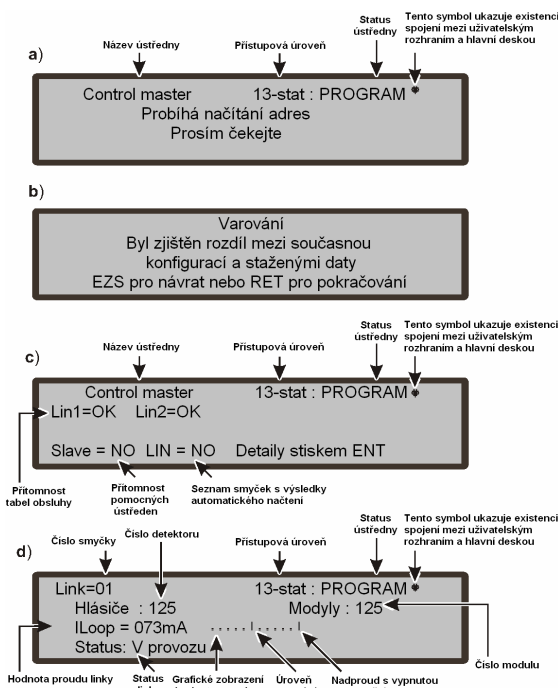 Tento symbol ukazuje existenci
Status spojení mezi uživatelským
Název ústředny Přístupová úroveň ústředny rozhraním a hlavní deskou
a)
Control master 13-stat : PROGRAM
Probíhá načítání adres
Prosím čekejte
b)
Varování
Byl zjištěn rozdíl mezi současnou
konfigurací a staženými daty
EZS pro návrat nebo RET pro pokračování
Status Tento symbol ukazuje existenci
Název ústředny Přístupová úroveň ústředny spojení mezi uživatelským
c) rozhraním a hlavní deskou
Control master 13-stat : PROGRAM
Lin1=OK Lin2=OK
Slave = NO LIN = NO Detaily stiskem ENT
Přítomnost
tabel obsluhy
Přítomnost
pomocných
ústředen
Seznam smyček s výsledky
automatického načtení
Status Tento symbol ukazuje existenci
Číslo smyčky Číslo detektoru Přístupová úroveň ústředny spojení mezi uživatelským
d) rozhraním a hlavní deskou
Link=01 13-stat : PROGRAM
Hlásiče : 125 Modyly : 125
ILoop = 073mA
Status: V provozu
Číslo modulu
Hodnota proudu linky Status Grafické zobrazení Úroveň Nadproud s vypnutou